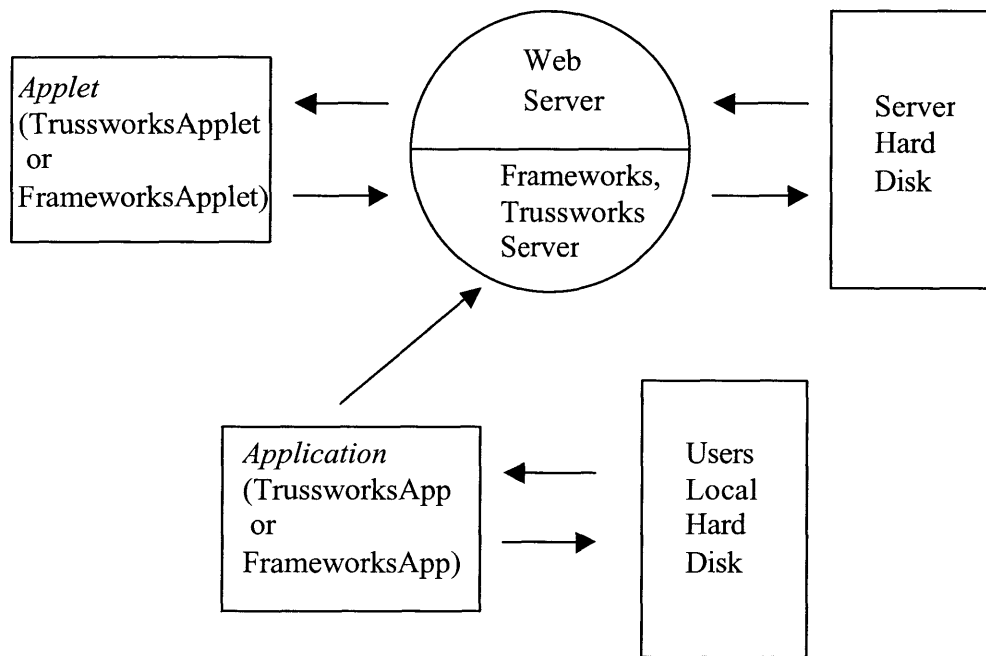 Applet
(TrussworksApplet
or
FrameworksApplet)
Web
Server
Frameworks,
Trussworks
Server
Server
Hard
Disk
Application
(TrussworksApp
or
FrameworksApp)
Users
Local
Hard
Disk